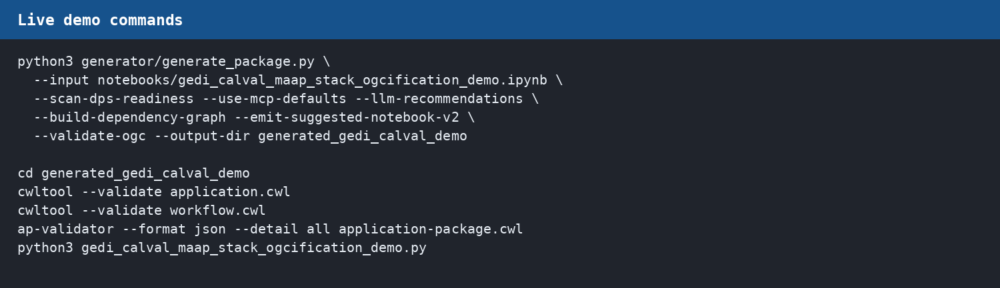 Live demo commands
python3 generator/generate_package.py \
--input notebooks/gedi_calval_maap_stack_ogcification_demo.ipynb \
--scan-dps-readiness --use-mcp-defaults --llm-recommendations \
--build-dependency-graph --emit-suggested-notebook-v2 \
--validate-ogc --output-dir generated_gedi_calval_demo
cd generated_gedi_calval_demo
cwltool --validate application.cwl
cwltool --validate workflow.cwl
ap-validator --format json --detail all application-package.cwl
python3 gedi_calval_maap_stack_ogcification_demo.py